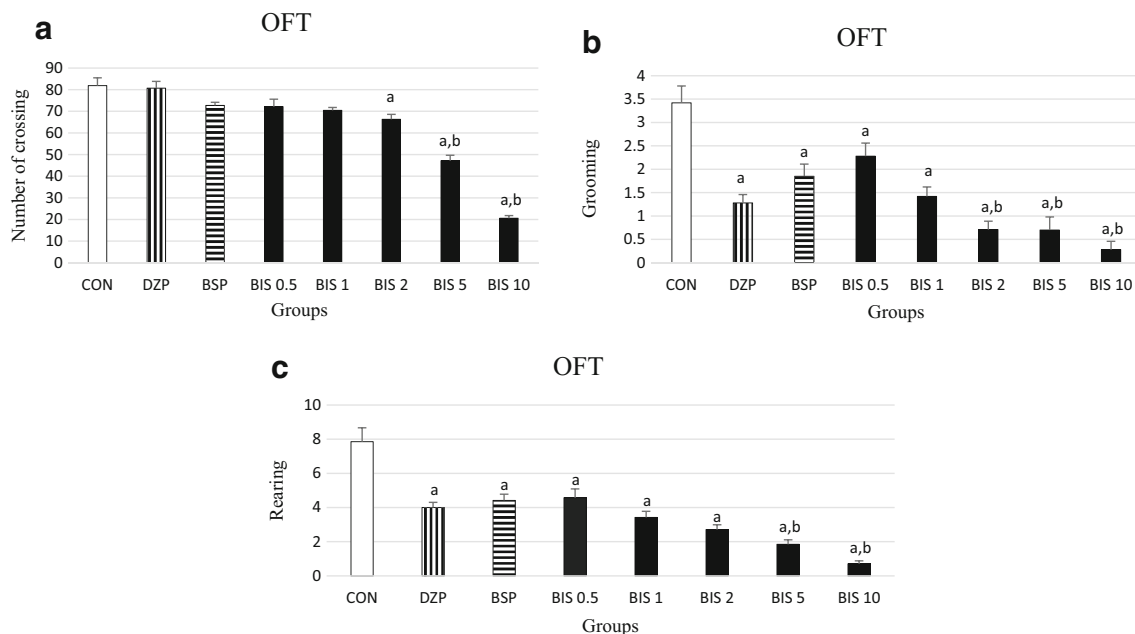 a
OFT
90
80
70
60
50
40
30
20
10
0
Number of crossing
a
a,b
a,b
CON DZP BSP BIS 0.5 BIS 1 BIS 2 BIS 5 BIS 10
Groups
b
OFT
4
3.5
3
2.5
2
1.5
1
0.5
0
Grooming
a
a
a
a
a,b
a,b
a,b
CON DZP BSP BIS 0.5 BIS 1 BIS 2 BIS 5 BIS 10
Groups
c
OFT
10
8
6
4
2
0
Rearing
a
a
a
a
a
a,b
a,b
CON DZP BSP BIS 0.5 BIS 1 BIS 2 BIS 5 BIS 10
Groups